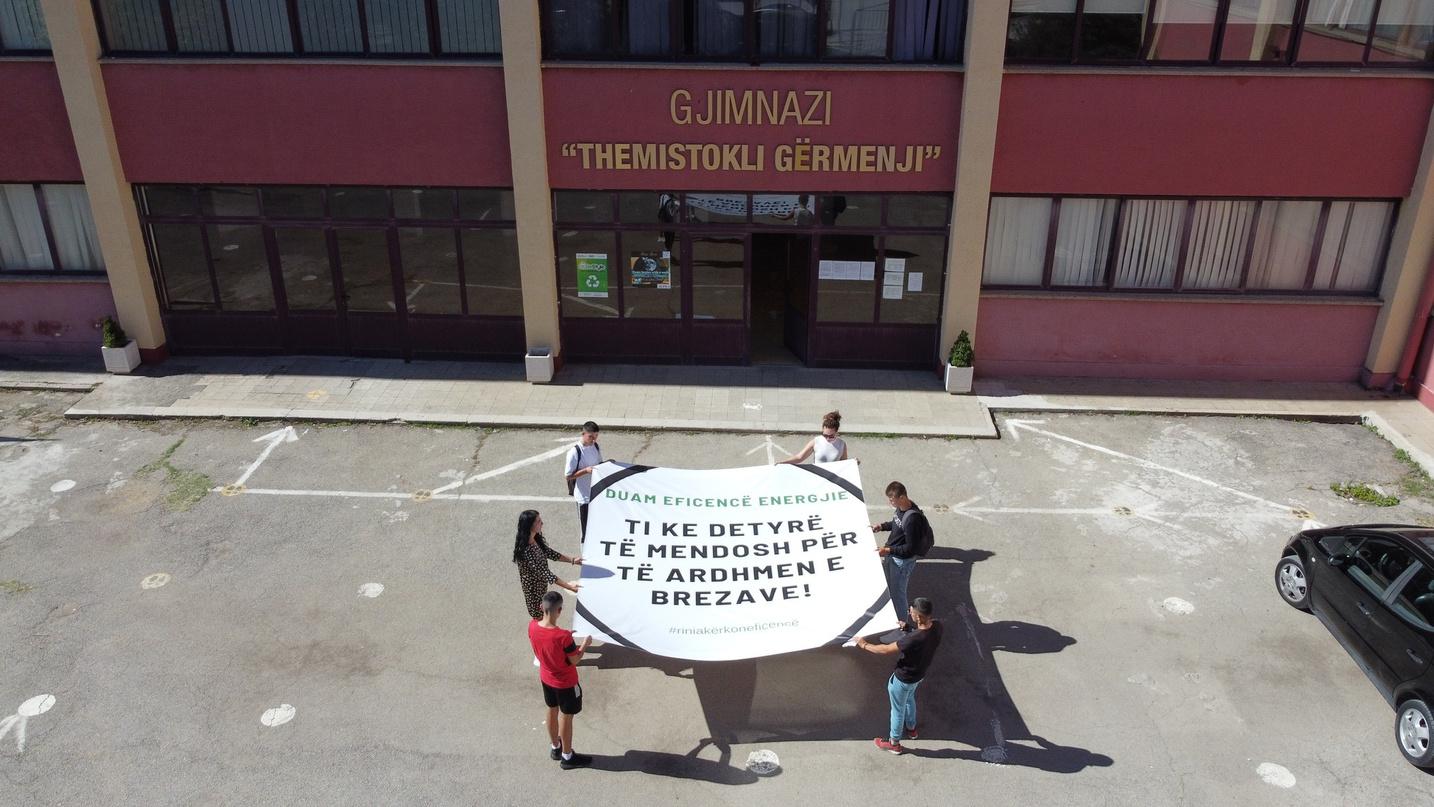 GJIMNAZI
“THEMISTOKLI GËRMENJI”
DUAM EFICENCË ENERGJIE
TI KE DETYRË
TË MENDOSH PËR
TË ARDHMEN E
BREZAVE!
#riniakërkoneficencë